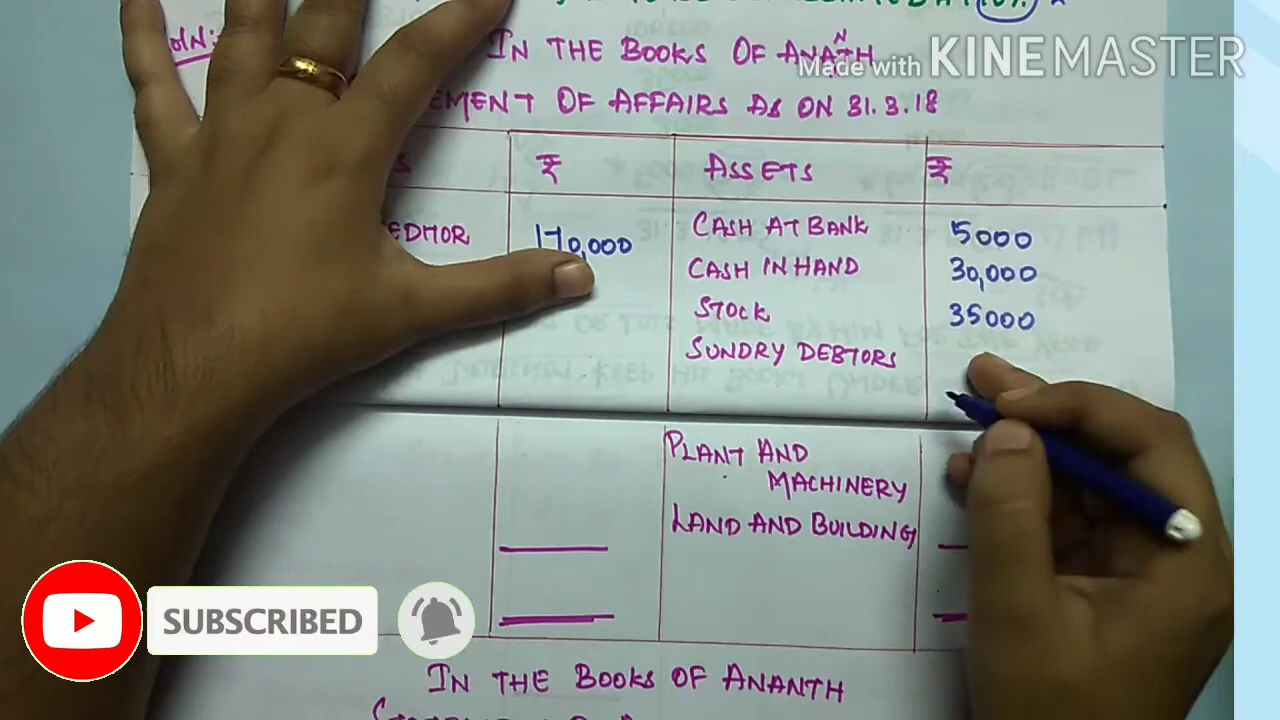 SOLN:-
IN THE BOOKS OF ANANTH
Made with KINEMASTER
EMENT OF AFFAIRS AS ON 31.3.18
S ₹ ASSETS ₹
EDITOR 170,000 CASH AT BANK 5000
CASH IN HAND 30,000
STOCK 35000
SUNDRY DEBTORS
PLANT AND
MACHINERY
LAND AND BUILDING
SUBSCRIBED
IN THE BOOKS OF ANANTH